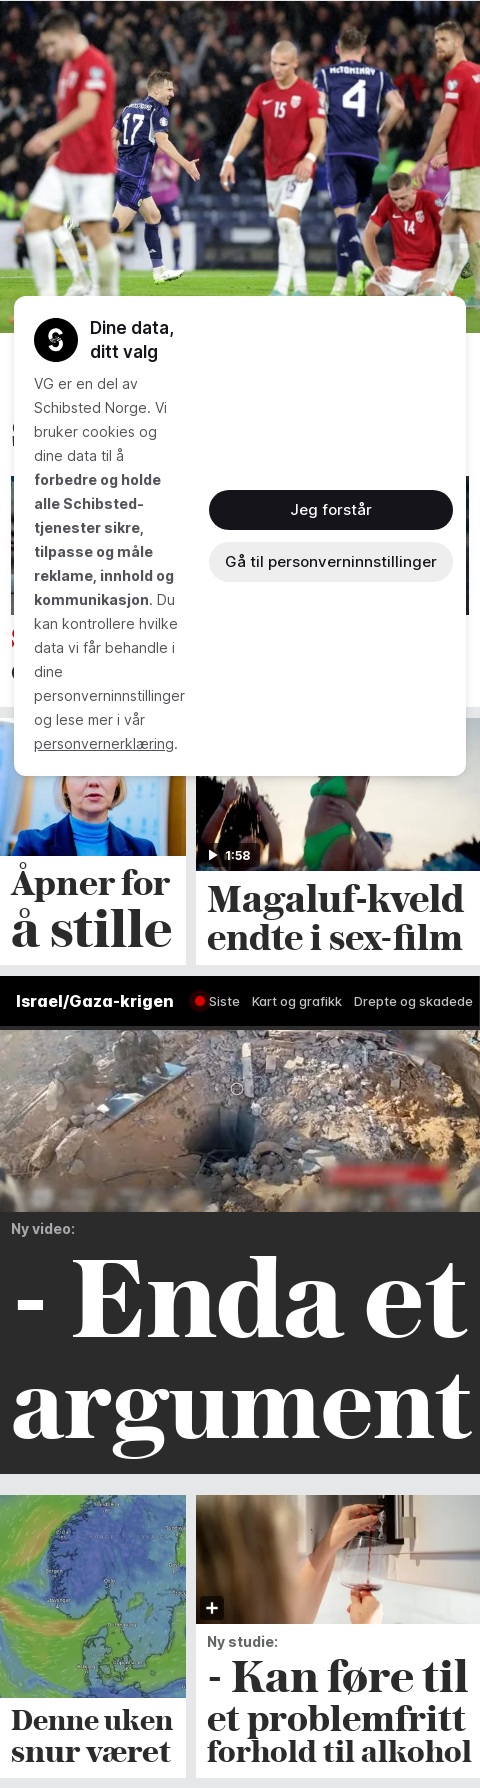 17
15
McTOMINAY
4
14
Dine data,
ditt valg
VG er en del av
Schibsted Norge. Vi
bruker cookies og
dine data til å
forbedre og holde
alle Schibsted-
tjenester sikre,
tilpasse og måle
reklame, innhold og
kommunikasjon. Du
kan kontrollere hvilke
data vi får behandle i
dine
personverninnstillinger
og lese mer i vår
personvernerklæring.
Jeg forstår
Gå til personverninnstillinger
1:58
Åpner for
å stille
Magaluf-kveld
endte i sex-film
Israel/Gaza-krigen
Siste
Kart og grafikk
Drepte og skadede
Ny video:
- Enda et
argument
Denne uken
snur været
Ny studie:
- Kan føre til
et problemfritt
forhold til alkohol